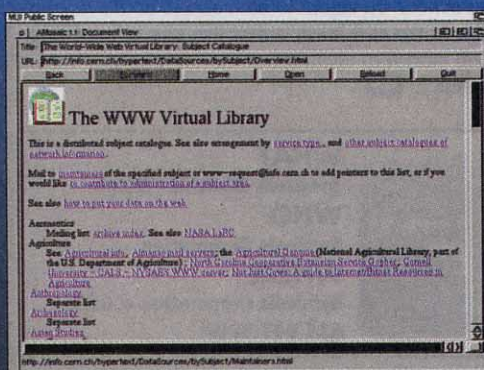 MUI Public Screen
AMosaic 1.1: Document View
Title: The World-Wide Web Virtual Library: Subject Catalogue
URL: http://info.cern.ch/hypertext/DataSources/bySubject/Overview.html
Back Forward Home Open Reload Quit
The WWW Virtual Library
This is a distributed subject catalogue. See also arrangement by service type., and other subject catalogues of
network information.
Mail to maintainers of the specified subject or www-request@info.cern.ch to add pointers to this list, or if you
would like to contribute to administration of a subject area.
See also how to put your data on the web
Aeronautics
Mailing list archive index. See also NASA LaRC
Agriculture
See Agricultural info, Almanac mail servers; the Agricultural Genome (National Agricultural Library, part of
the U.S. Department of Agriculture) ; North Carolina Cooperative Extension Service Gopher; Cornell
University - CALS - NYSAES WWW server; Not Just Cows: A guide to Internet/Bitnet Resources in
Agriculture
Anthropology
Separate list
Archaeology
Separate list
Asian Studies
http://info.cern.ch/hypertext/DataSources/bySubject/Maintainers.html